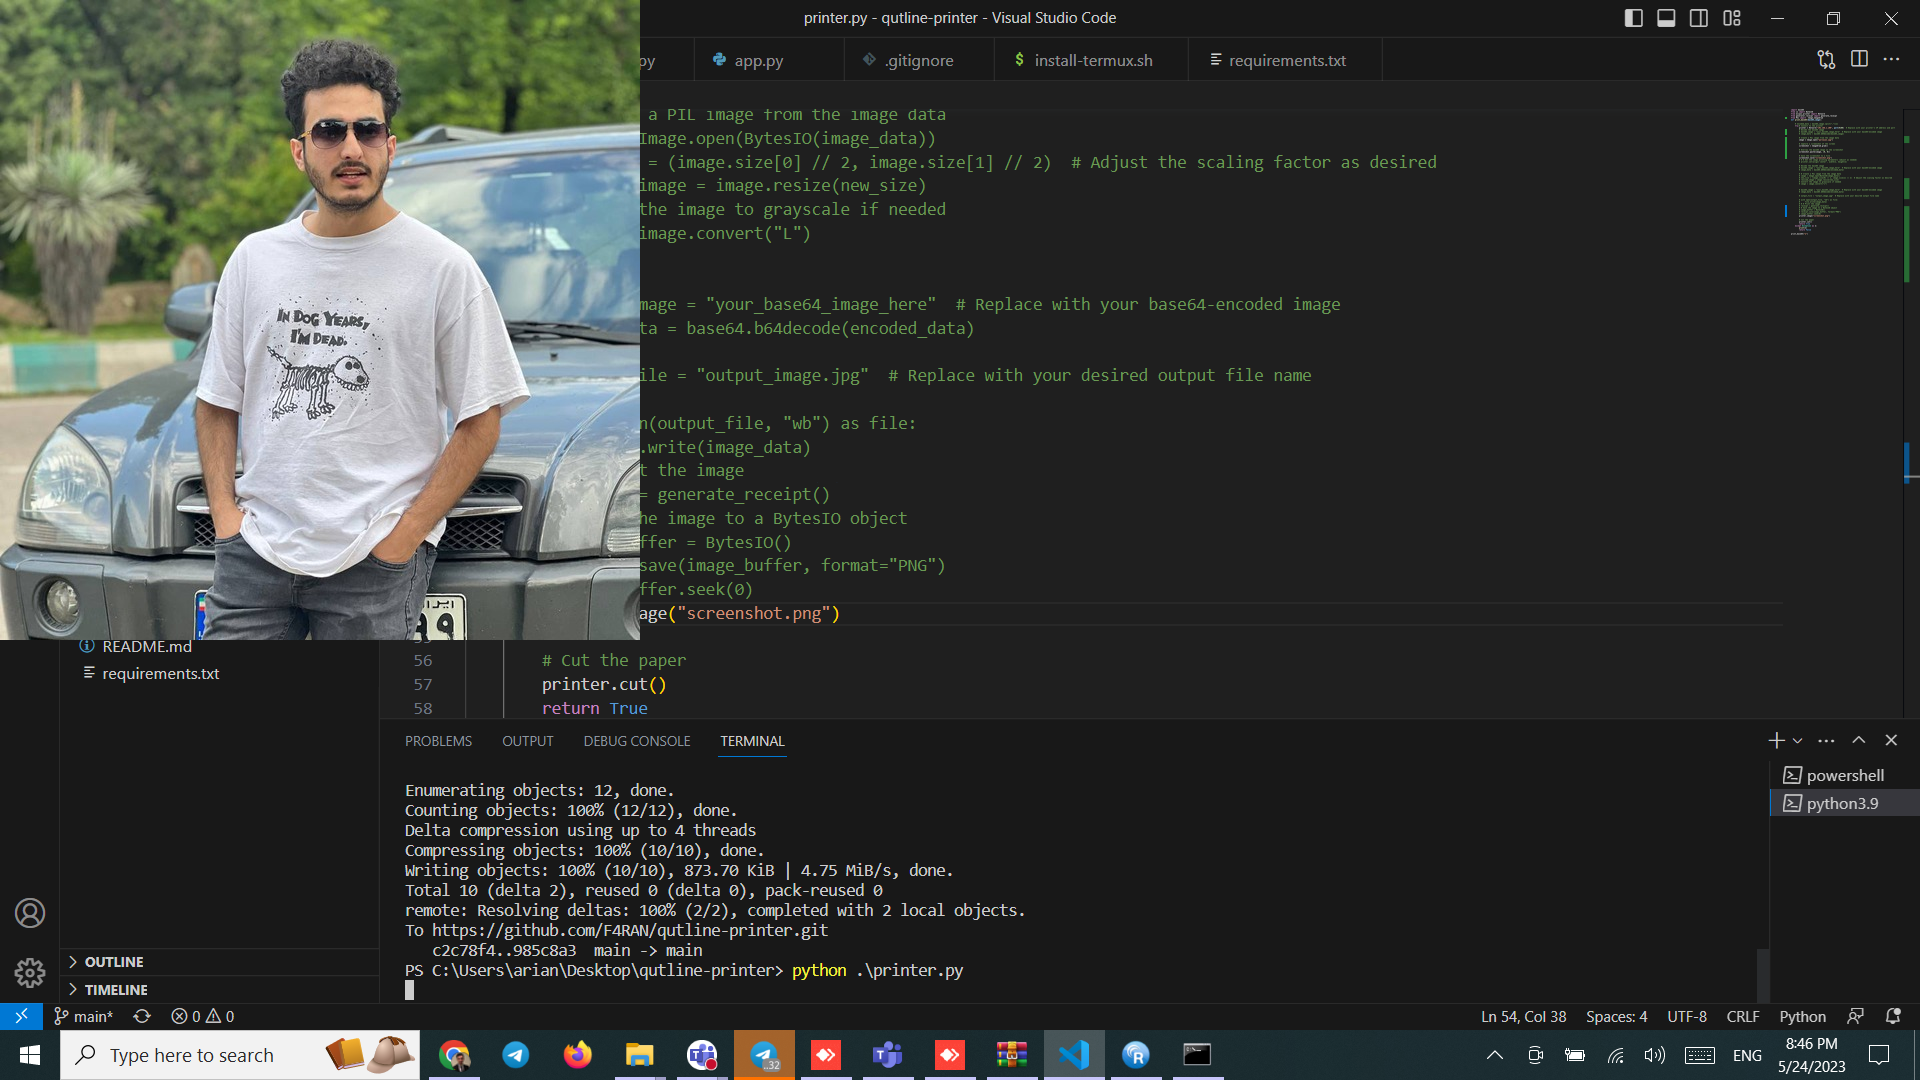 printer.py - qutline-printer - Visual Studio Code
py
app.py
.gitignore
$ install-termux.sh
requirements.txt
IN DOG YEARS,
I'M DEAD.
ایران
a PIL image from the image data
Image.open(BytesIO(image_data))
= (image.size[0] // 2, image.size[1] // 2)  # Adjust the scaling factor as desired
image = image.resize(new_size)
the image to grayscale if needed
image.convert("L")
mage = "your_base64_image_here"  # Replace with your base64-encoded image
ta = base64.b64decode(encoded_data)
ile = "output_image.jpg"  # Replace with your desired output file name
n(output_file, "wb") as file:
.write(image_data)
t the image
= generate_receipt()
he image to a BytesIO object
ffer = BytesIO()
save(image_buffer, format="PNG")
ffer.seek(0)
age("screenshot.png")
56 # Cut the paper
57 printer.cut()
58 return True
README.md
requirements.txt
OUTLINE
TIMELINE
PROBLEMS
OUTPUT
DEBUG CONSOLE
TERMINAL
powershell
python3.9
Enumerating objects: 12, done.
Counting objects: 100% (12/12), done.
Delta compression using up to 4 threads
Compressing objects: 100% (10/10), done.
Writing objects: 100% (10/10), 873.70 KiB | 4.75 MiB/s, done.
Total 10 (delta 2), reused 0 (delta 0), pack-reused 0
remote: Resolving deltas: 100% (2/2), completed with 2 local objects.
To https://github.com/F4RAN/qutline-printer.git
c2c78f4..985c8a3  main -> main
PS C:\Users\arian\Desktop\qutline-printer> python .\printer.py
main*
0
0
Ln 54, Col 38
Spaces: 4
UTF-8
CRLF
Python
Type here to search
..32
ENG
8:46 PM
5/24/2023